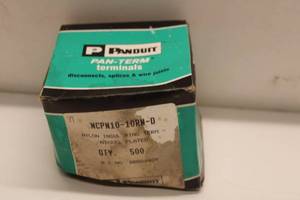 PANDUIT
PAN-TERM
terminals
disconnects, splices & wire joints
NCPN10-10RN-D
NYLON INSUL RING TERM -
NICKEL PLATED
QTY. 500